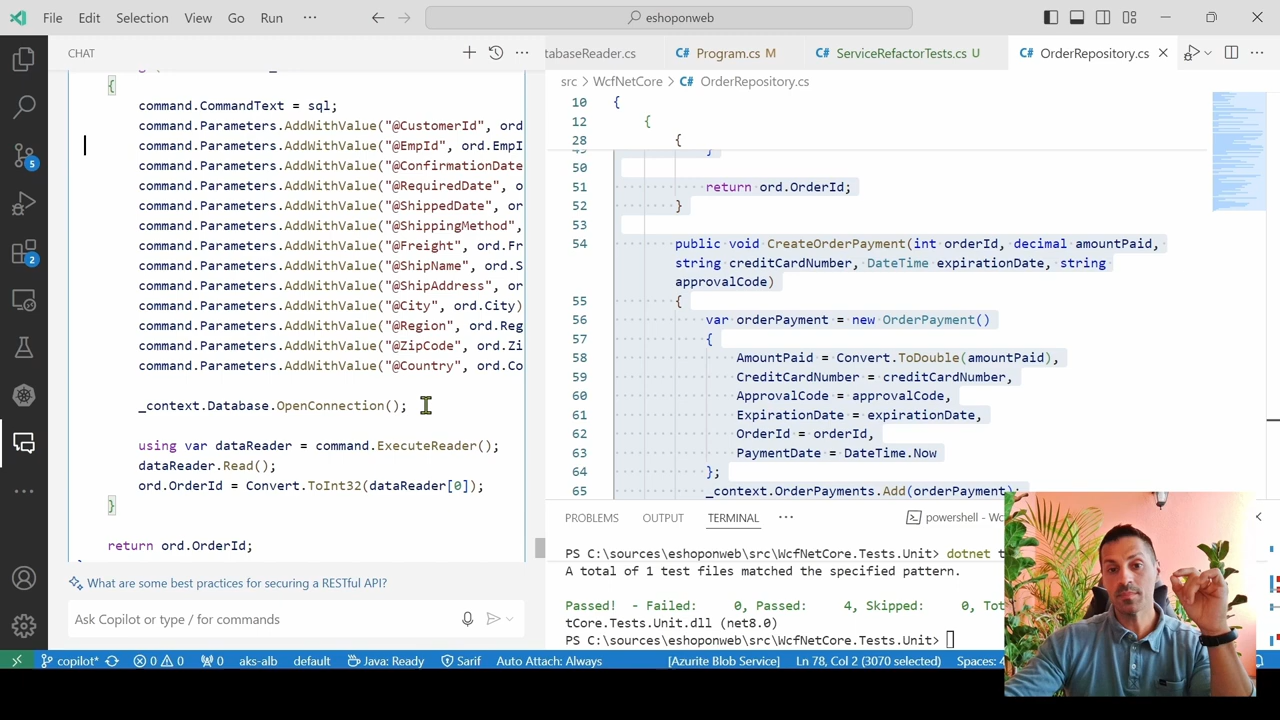 File Edit Selection View Go Run ··· eshoponweb
CHAT
{
command.CommandText = sql;
command.Parameters.AddWithValue("@CustomerId", ord
command.Parameters.AddWithValue("@EmpId", ord.EmpI
command.Parameters.AddWithValue("@ConfirmationDate
command.Parameters.AddWithValue("@RequiredDate", o
command.Parameters.AddWithValue("@ShippedDate", or
command.Parameters.AddWithValue("@ShippingMethod",
command.Parameters.AddWithValue("@Freight", ord.Fr
command.Parameters.AddWithValue("@ShipName", ord.S
command.Parameters.AddWithValue("@ShipAddress", or
command.Parameters.AddWithValue("@City", ord.City)
command.Parameters.AddWithValue("@Region", ord.Reg
command.Parameters.AddWithValue("@ZipCode", ord.Zi
command.Parameters.AddWithValue("@Country", ord.Co
_context.Database.OpenConnection();
using var dataReader = command.ExecuteReader();
dataReader.Read();
ord.OrderId = Convert.ToInt32(dataReader[0]);
}
return ord.OrderId;
What are some best practices for securing a RESTful API?
Ask Copilot or type / for commands
5
2
tabaseReader.cs C# Program.cs M C# ServiceRefactorTests.cs U C# OrderRepository.cs
src > WcfNetCore > C# OrderRepository.cs
10 {
12 {
28 {
49 }
50
51 return ord.OrderId;
52 }
53
54 public void CreateOrderPayment(int orderId, decimal amountPaid,
string creditCardNumber, DateTime expirationDate, string
approvalCode)
55 {
56 var orderPayment = new OrderPayment()
57 {
58 AmountPaid = Convert.ToDouble(amountPaid),
59 CreditCardNumber = creditCardNumber,
60 ApprovalCode = approvalCode,
61 ExpirationDate = expirationDate,
62 OrderId = orderId,
63 PaymentDate = DateTime.Now
64 };
65 _context.OrderPayments.Add(orderPayment);
PROBLEMS OUTPUT TERMINAL ··· powershell - Wc
PS C:\sources\eshoponweb\src\WcfNetCore.Tests.Unit> dotnet t
A total of 1 test files matched the specified pattern.
Passed! - Failed: 0, Passed: 4, Skipped: 0, Tot
tCore.Tests.Unit.dll (net8.0)
PS C:\sources\eshoponweb\src\WcfNetCore.Tests.Unit>
copilot* 0 0 0 aks-alb default Java: Ready Sarif Auto Attach: Always [Azurite Blob Service] Ln 78, Col 2 (3070 selected) Spaces: 4